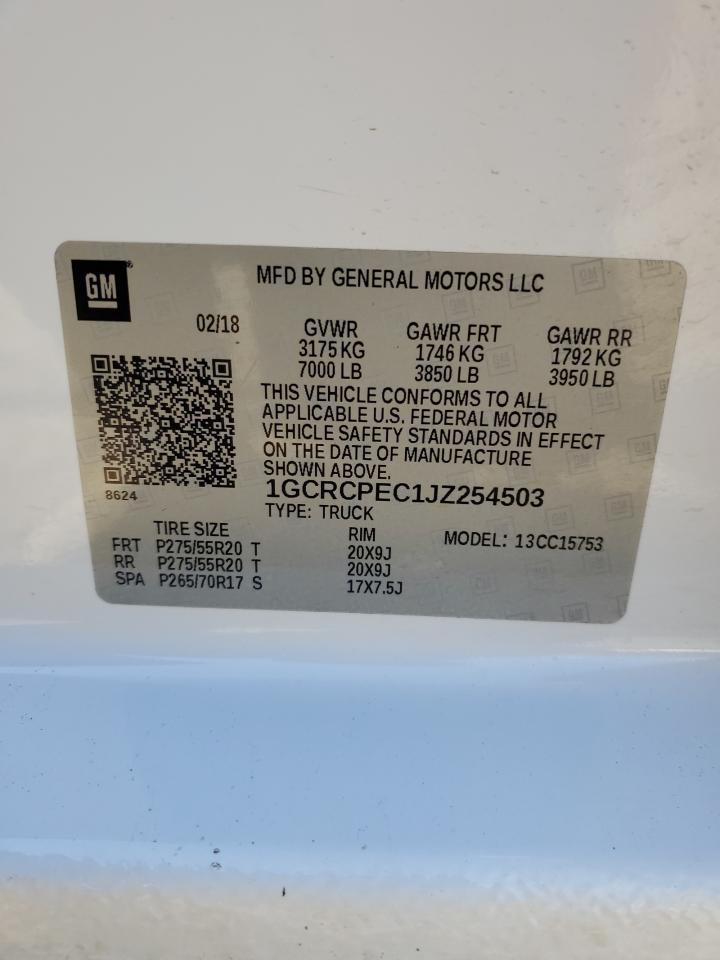 GM
MFD BY GENERAL MOTORS LLC
02/18 GVWR GAWR FRT GAWR RR
3175 KG 1746 KG 1792 KG
7000 LB 3850 LB 3950 LB
THIS VEHICLE CONFORMS TO ALL
APPLICABLE U.S. FEDERAL MOTOR
VEHICLE SAFETY STANDARDS IN EFFECT
ON THE DATE OF MANUFACTURE
SHOWN ABOVE.
8624
1GCRCPEC1JZ254503
TYPE: TRUCK
TIRE SIZE RIM MODEL: 13CC15753
FRT P275/55R20 T 20X9J
RR P275/55R20 T 20X9J
SPA P265/70R17 S 17X7.5J